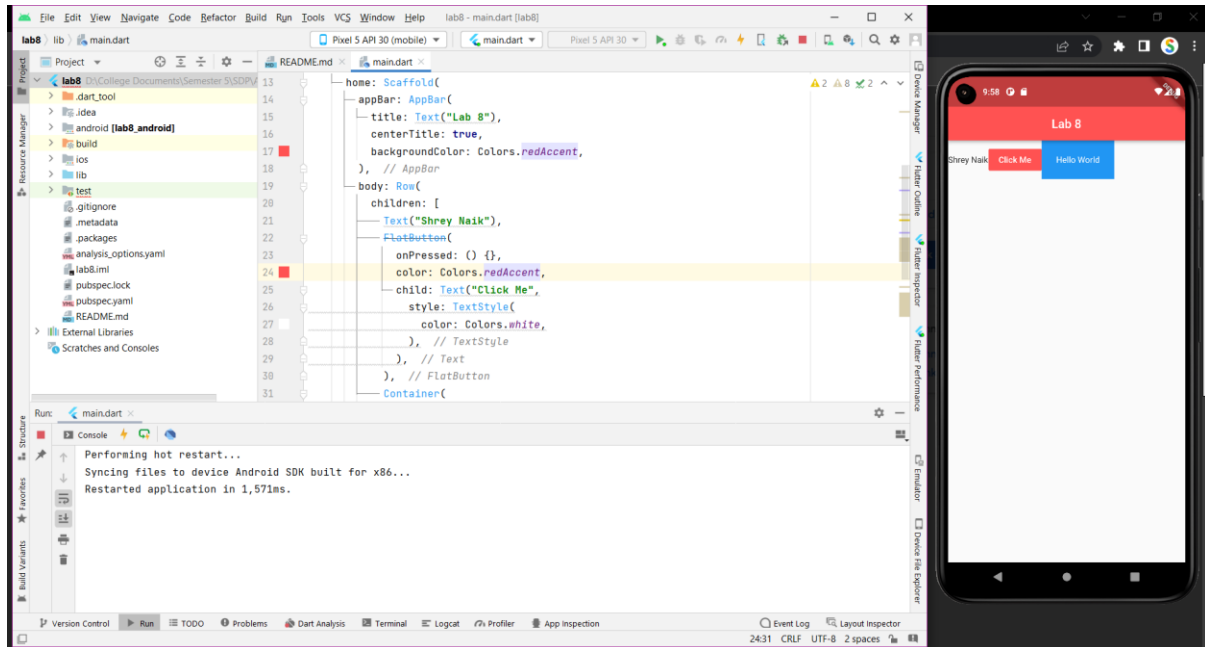 File Edit View Navigate Code Refactor Build Run Tools VCS Window Help lab8 - main.dart [lab8]
lab8 lib main.dart Pixel 5 API 30 (mobile) main.dart Pixel 5 API 30
Project README.md main.dart
lab8 D:\College Documents\Semester 5\SDP\
.dart_tool
.idea
android [lab8_android]
build
ios
lib
test
.gitignore
.metadata
.packages
analysis_options.yaml
lab8.iml
pubspec.lock
pubspec.yaml
README.md
External Libraries
Scratches and Consoles
13 home: Scaffold(
14 appBar: AppBar(
15 title: Text("Lab 8"),
16 centerTitle: true,
17 backgroundColor: Colors.redAccent,
18 ), // AppBar
19 body: Row(
20 children: [
21 Text("Shrey Naik"),
22 FlatButton(
23 onPressed: () {},
24 color: Colors.redAccent,
25 child: Text("Click Me",
26 style: TextStyle(
27 color: Colors.white,
28 ), // TextStyle
29 ), // Text
30 ), // FlatButton
31 Container(
2 8 2
Project
Resource Manager
Structure
Favorites
Build Variants
Device Manager
Flutter Outline
Flutter Inspector
Flutter Performance
Emulator
Device File Explorer
Run: main.dart
Console
Performing hot restart...
Syncing files to device Android SDK built for x86...
Restarted application in 1,571ms.
Version Control Run TODO Problems Dart Analysis Terminal Logcat Profiler App Inspection Event Log Layout Inspector
24:31 CRLF UTF-8 2 spaces
S
9:58
Lab 8
Shrey Naik Click Me Hello World